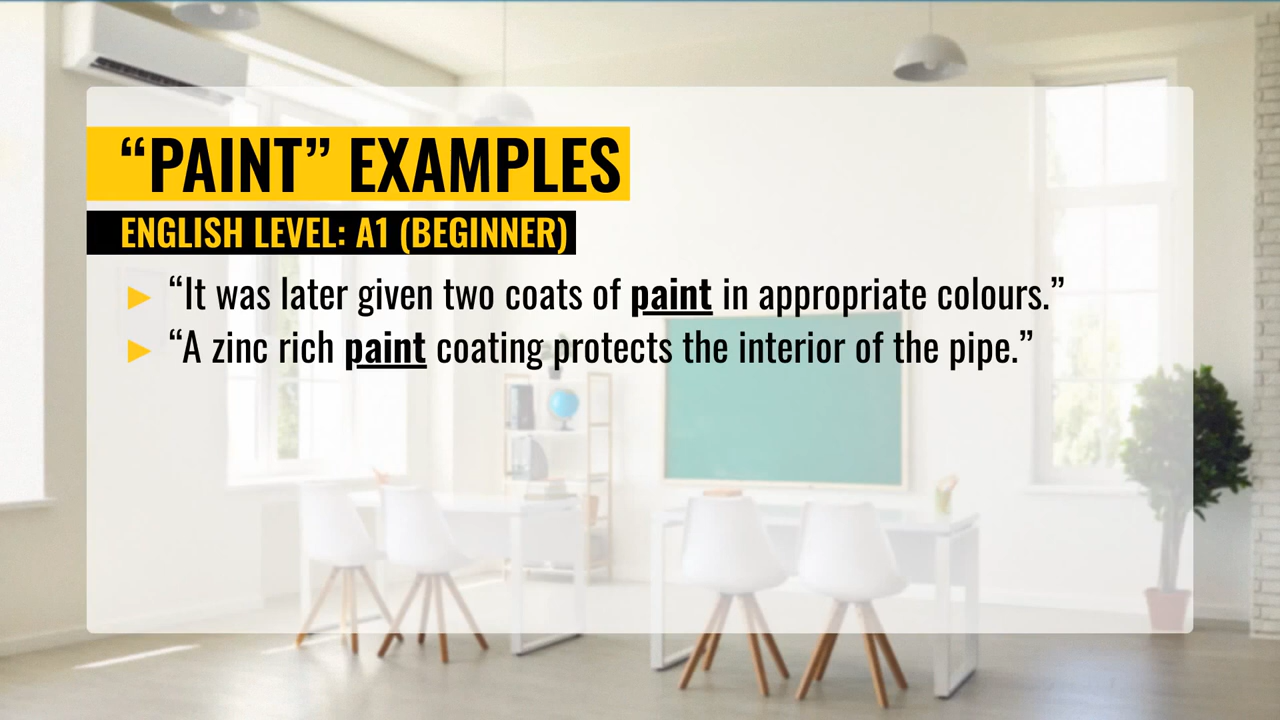 “PAINT” EXAMPLES
ENGLISH LEVEL: A1 (BEGINNER)
► “It was later given two coats of paint in appropriate colours.”
► “A zinc rich paint coating protects the interior of the pipe.”